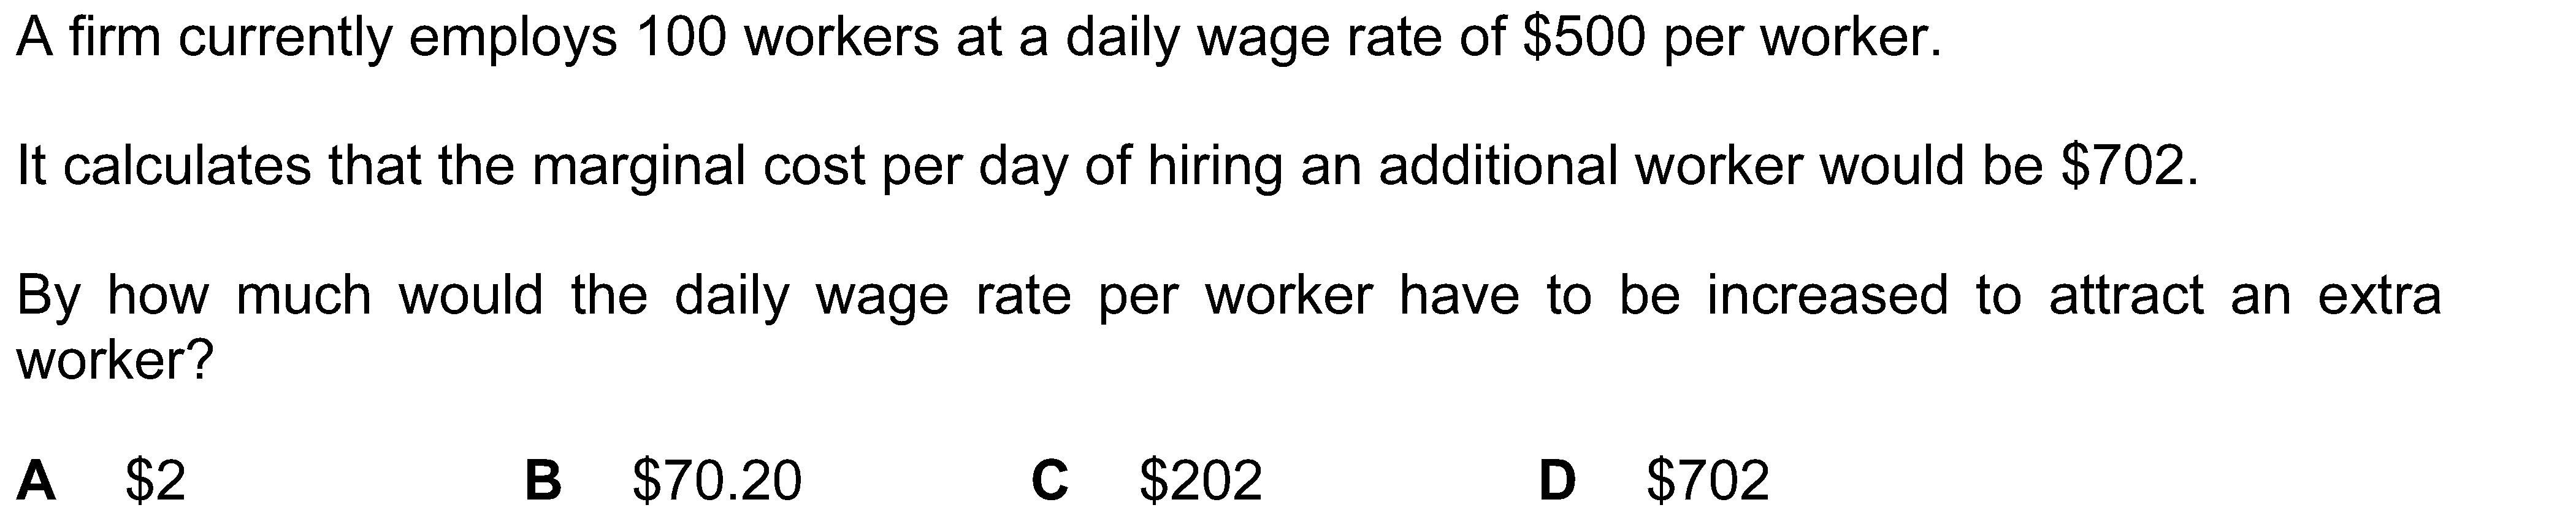 A firm currently employs 100 workers at a daily wage rate of $500 per worker.
It calculates that the marginal cost per day of hiring an additional worker would be $702.
By how much would the daily wage rate per worker have to be increased to attract an extra
worker?
A $2 B $70.20 C $202 D $702